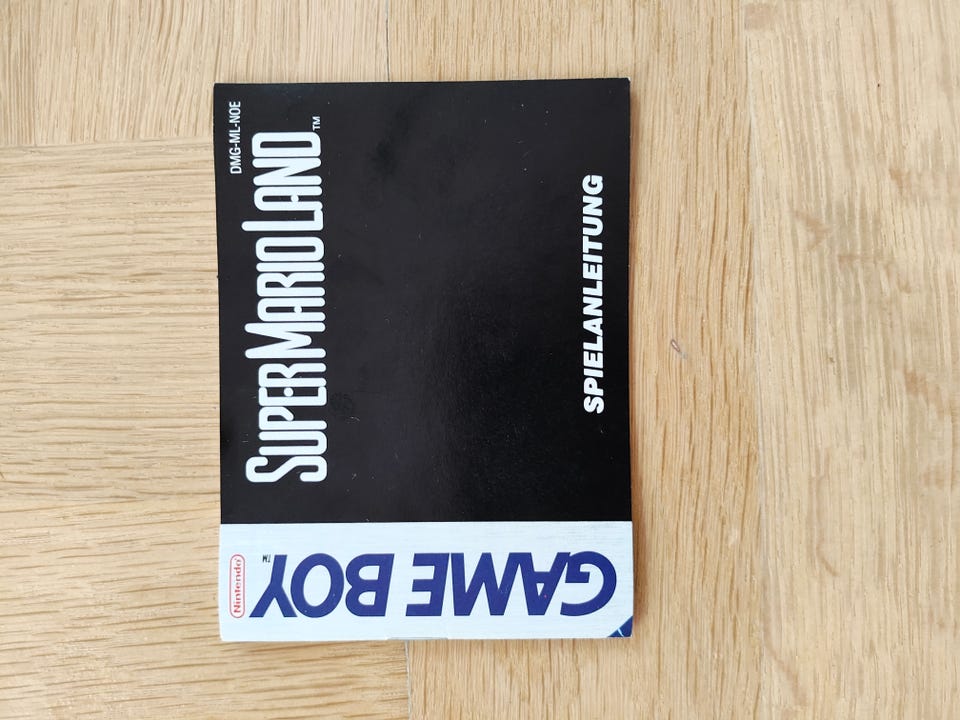 DMG-ML-NOE
SUPER MARIO LAND™
SPIELANLEITUNG
Nintendo
GAME BOY™